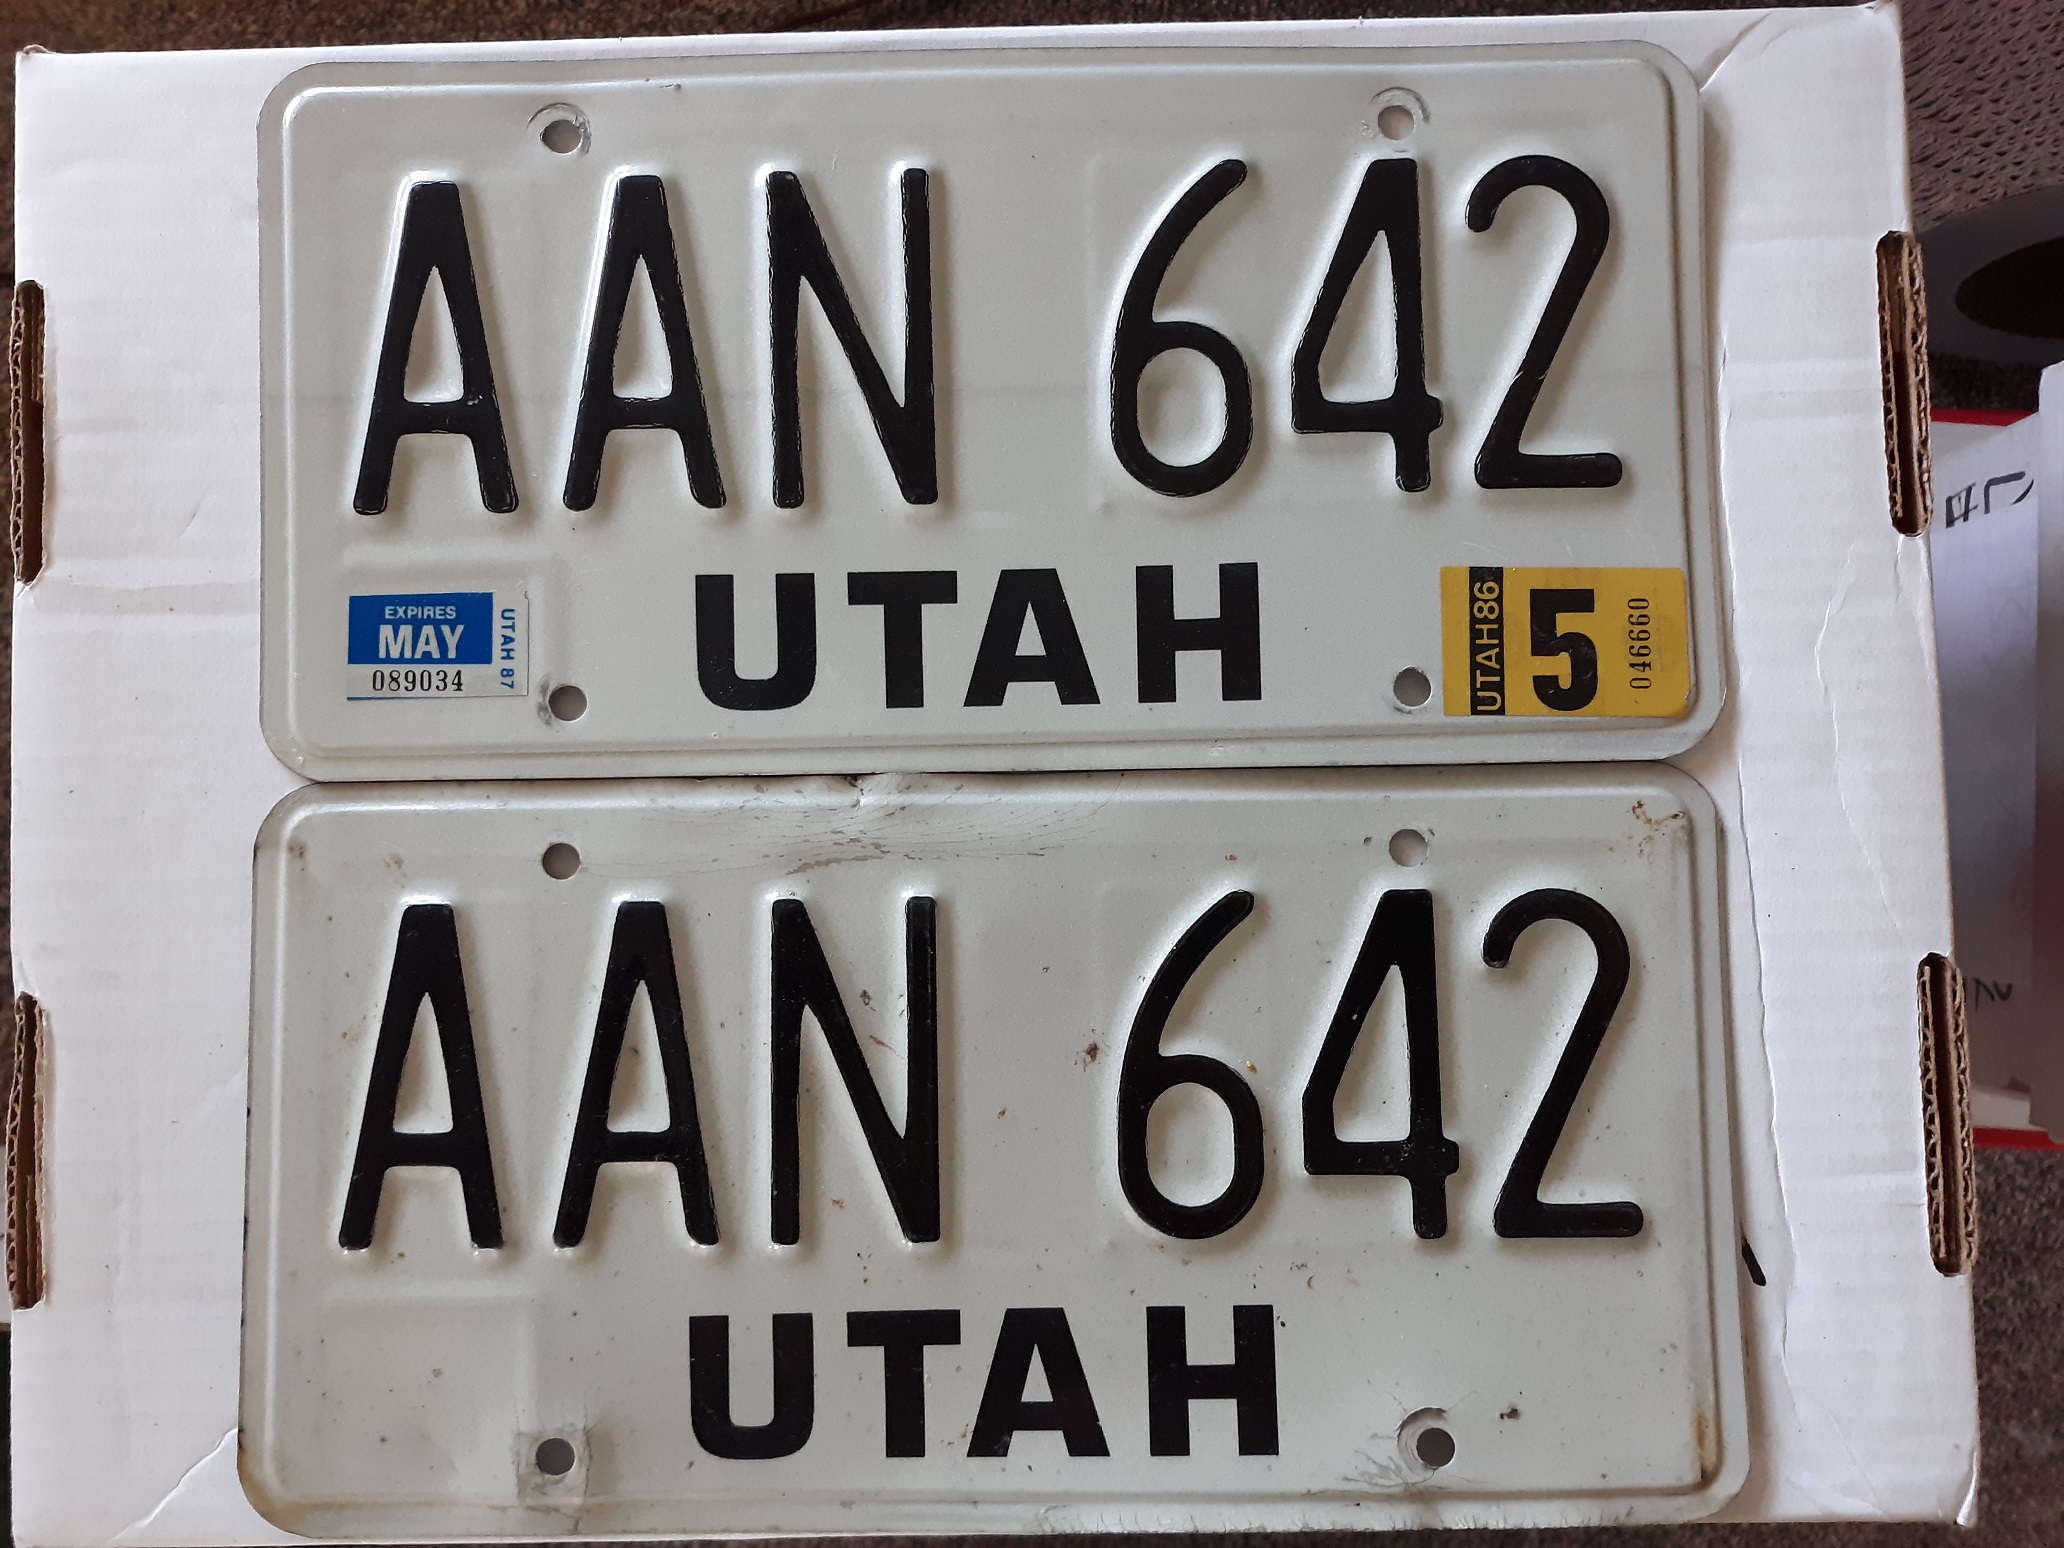 AAN 642
EXPIRES
MAY
089034
UTAH 87
UTAH
UTAH86
5
046660
AAN 642
UTAH